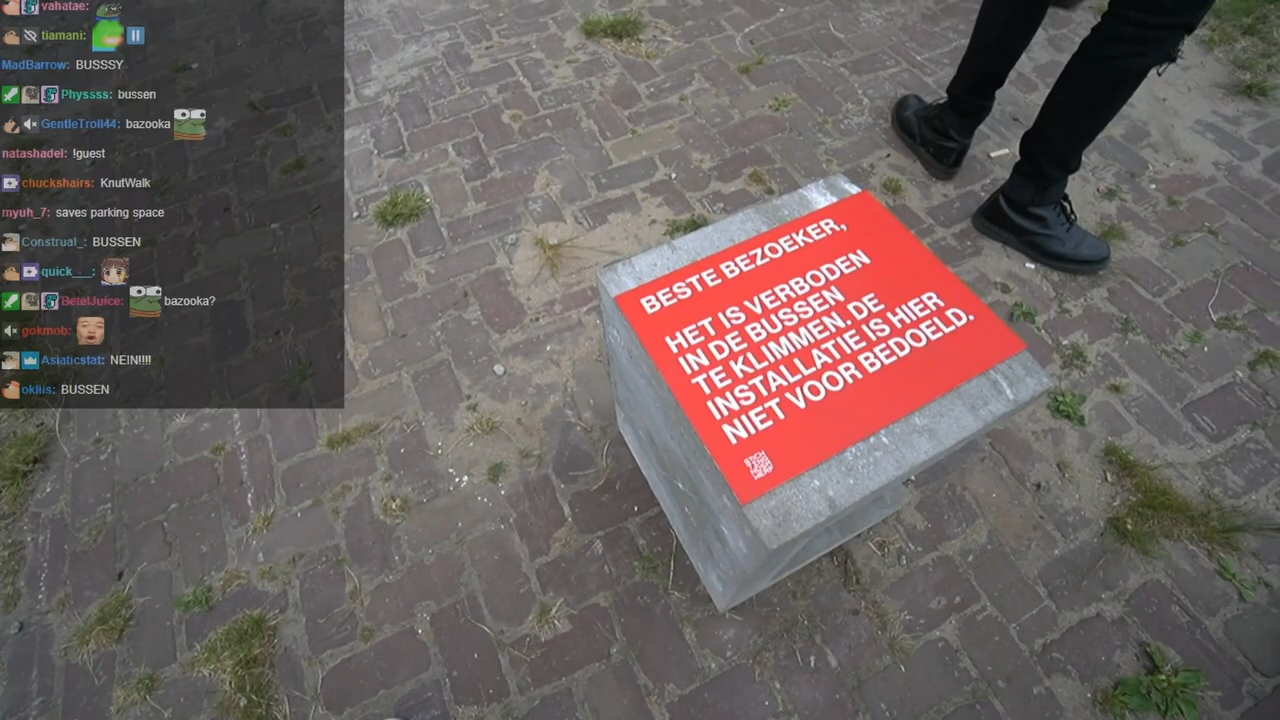 vahatae:
tiamani:
MadBarrow: BUSSSY
Physsss: bussen
GentleTroll44: bazooka
natashadel: !guest
chuckshairs: KnutWalk
myuh_7: saves parking space
Construal_: BUSSEN
quick___:
BetelJuice: bazooka?
gokmob:
Asiaticstat: NEIN!!!!
okliis: BUSSEN
BESTE BEZOEKER,
HET IS VERBODEN
IN DE BUSSEN
TE KLIMMEN. DE
INSTALLATIE IS HIER
NIET VOOR BEDOELD.